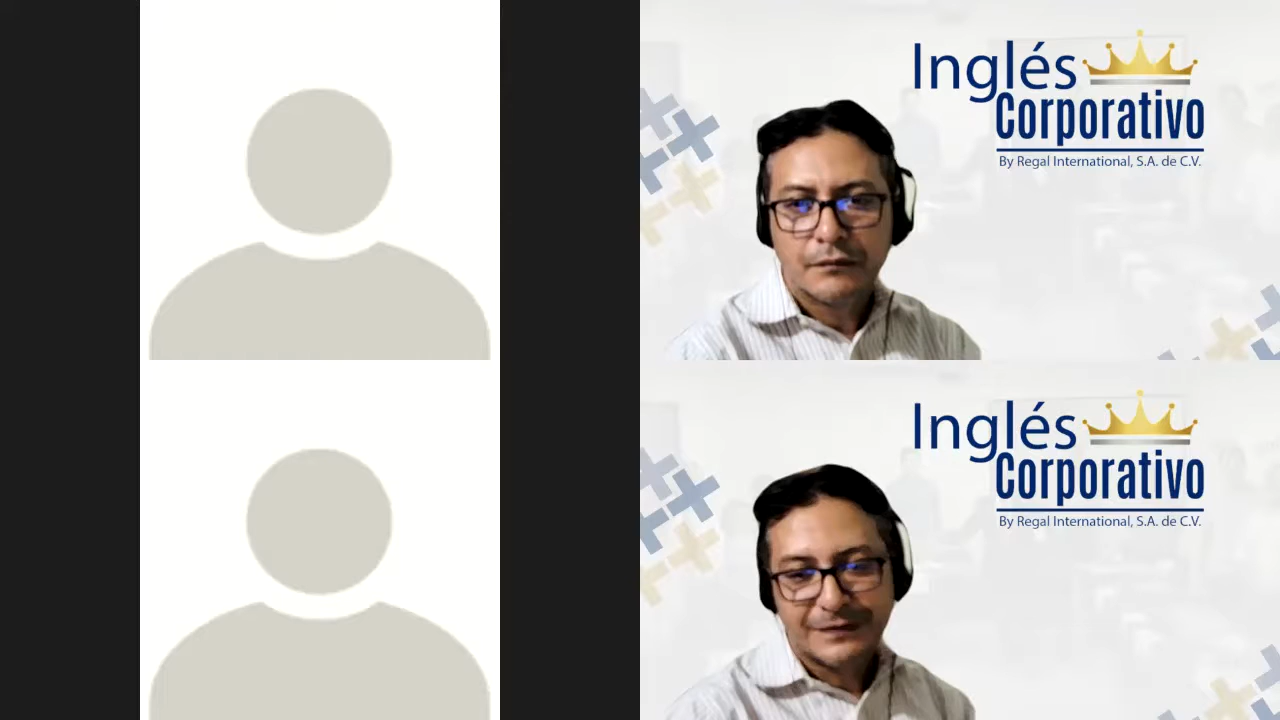 Inglés
Corporativo
By Regal International, S.A. de C.V.
Inglés
Corporativo
By Regal International, S.A. de C.V.